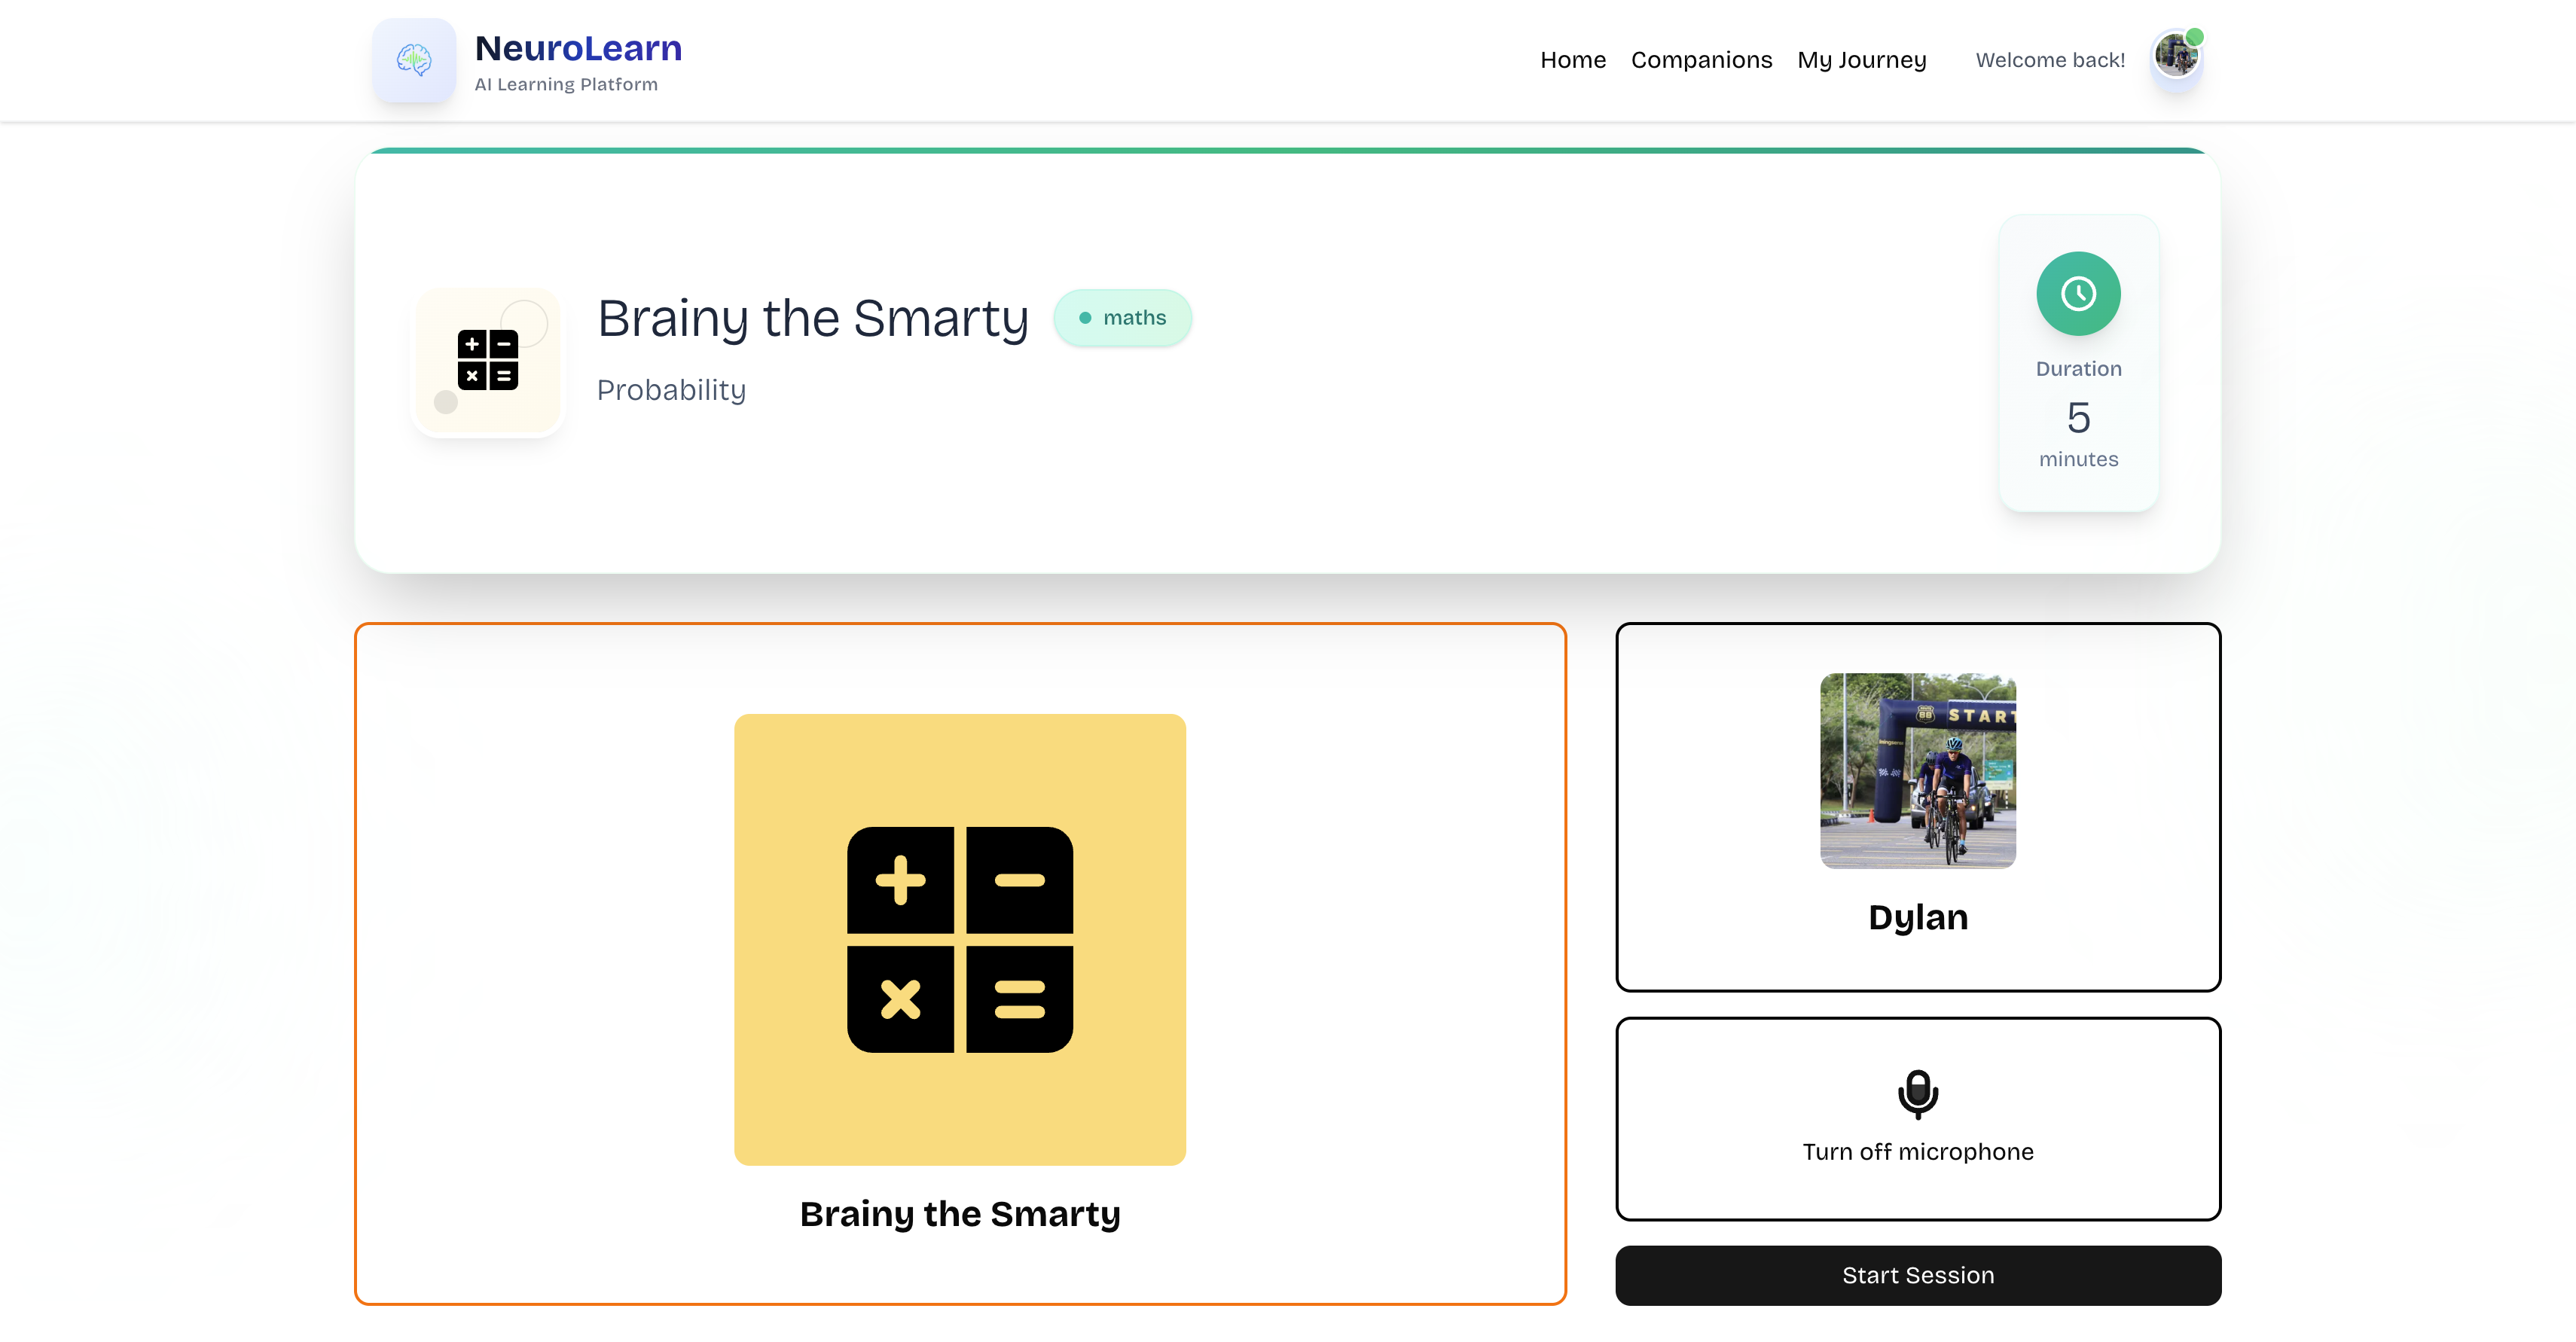 NeuroLearn
AI Learning Platform
Home Companions My Journey Welcome back!
Brainy the Smarty
maths
Probability
Duration
5
minutes
88
START
Dylan
Brainy the Smarty
Turn off microphone
Start Session